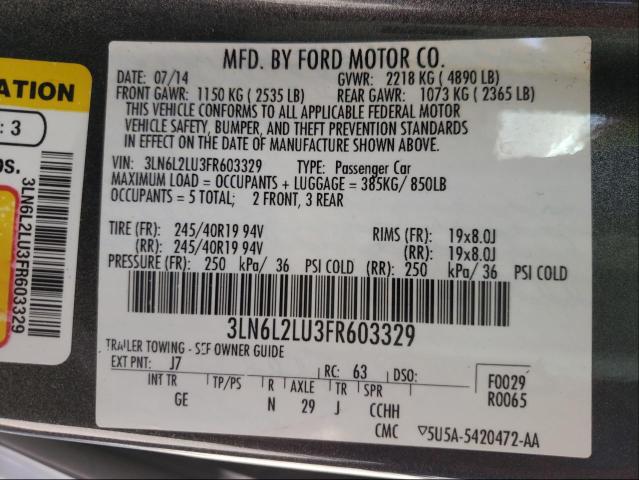 MFD. BY FORD MOTOR CO.
DATE: 07/14 GVWR: 2218 KG ( 4890 LB)
FRONT GAWR: 1150 KG ( 2535 LB) REAR GAWR: 1073 KG ( 2365 LB)
THIS VEHICLE CONFORMS TO ALL APPLICABLE FEDERAL MOTOR
VEHICLE SAFETY, BUMPER, AND THEFT PREVENTION STANDARDS
IN EFFECT ON THE DATE OF MANUFACTURE SHOWN ABOVE.
VIN: 3LN6L2LU3FR603329 TYPE: Passenger Car
MAXIMUM LOAD = OCCUPANTS + LUGGAGE = 385KG/ 850LB
OCCUPANTS = 5 TOTAL; 2 FRONT, 3 REAR
TIRE (FR): 245/40R19 94V RIMS (FR): 19x8.0J
(RR): 245/40R19 94V (RR): 19x8.0J
PRESSURE (FR): 250 kPa/ 36 PSI COLD (RR): 250 kPa/ 36 PSI COLD
3LN6L2LU3FR603329
TRAILER TOWING - SEE OWNER GUIDE
EXT PNT: J7 RC: 63 DSO: F0029
INT TR TP/PS R AXLE TR SPR R0065
GE N 29 J CCHH
CMC ▽5U5A-5420472-AA
ATION
: 3
OS.
3LN6L2LU3FR603329